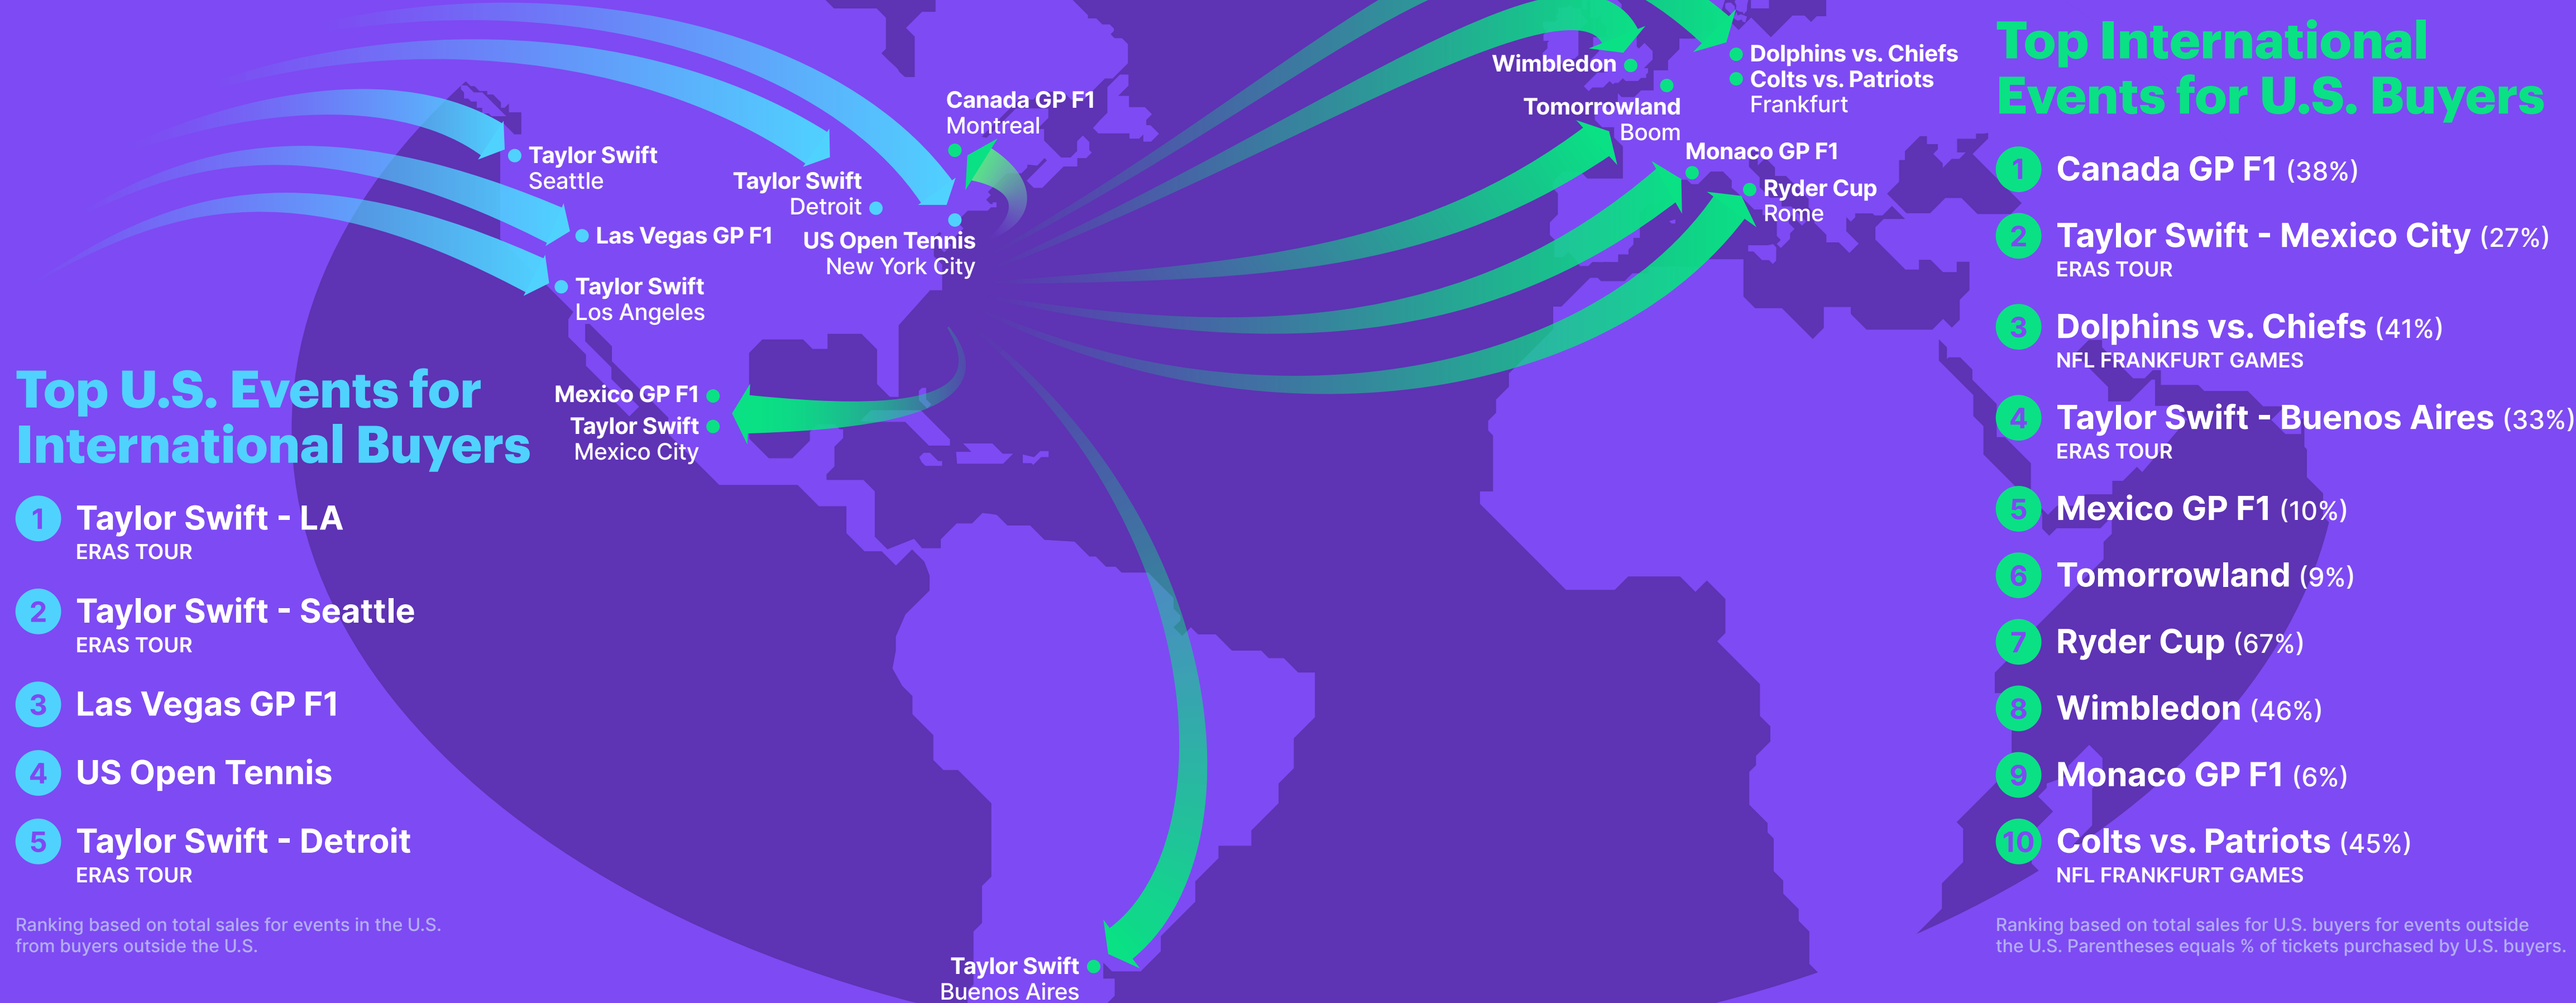 Top U.S. Events for
International Buyers
1 Taylor Swift - LA
ERAS TOUR
2 Taylor Swift - Seattle
ERAS TOUR
3 Las Vegas GP F1
4 US Open Tennis
5 Taylor Swift - Detroit
ERAS TOUR
Ranking based on total sales for events in the U.S.
from buyers outside the U.S.
Taylor Swift
Seattle
Las Vegas GP F1
Taylor Swift
Los Angeles
Taylor Swift
Detroit
US Open Tennis
New York City
Canada GP F1
Montreal
Mexico GP F1
Taylor Swift
Mexico City
Taylor Swift
Buenos Aires
Wimbledon
Tomorrowland
Boom
Dolphins vs. Chiefs
Colts vs. Patriots
Frankfurt
Monaco GP F1
Ryder Cup
Rome
Top International
Events for U.S. Buyers
1 Canada GP F1 (38%)
2 Taylor Swift - Mexico City (27%)
ERAS TOUR
3 Dolphins vs. Chiefs (41%)
NFL FRANKFURT GAMES
4 Taylor Swift - Buenos Aires (33%)
ERAS TOUR
5 Mexico GP F1 (10%)
6 Tomorrowland (9%)
7 Ryder Cup (67%)
8 Wimbledon (46%)
9 Monaco GP F1 (6%)
10 Colts vs. Patriots (45%)
NFL FRANKFURT GAMES
Ranking based on total sales for U.S. buyers for events outside
the U.S. Parentheses equals % of tickets purchased by U.S. buyers.